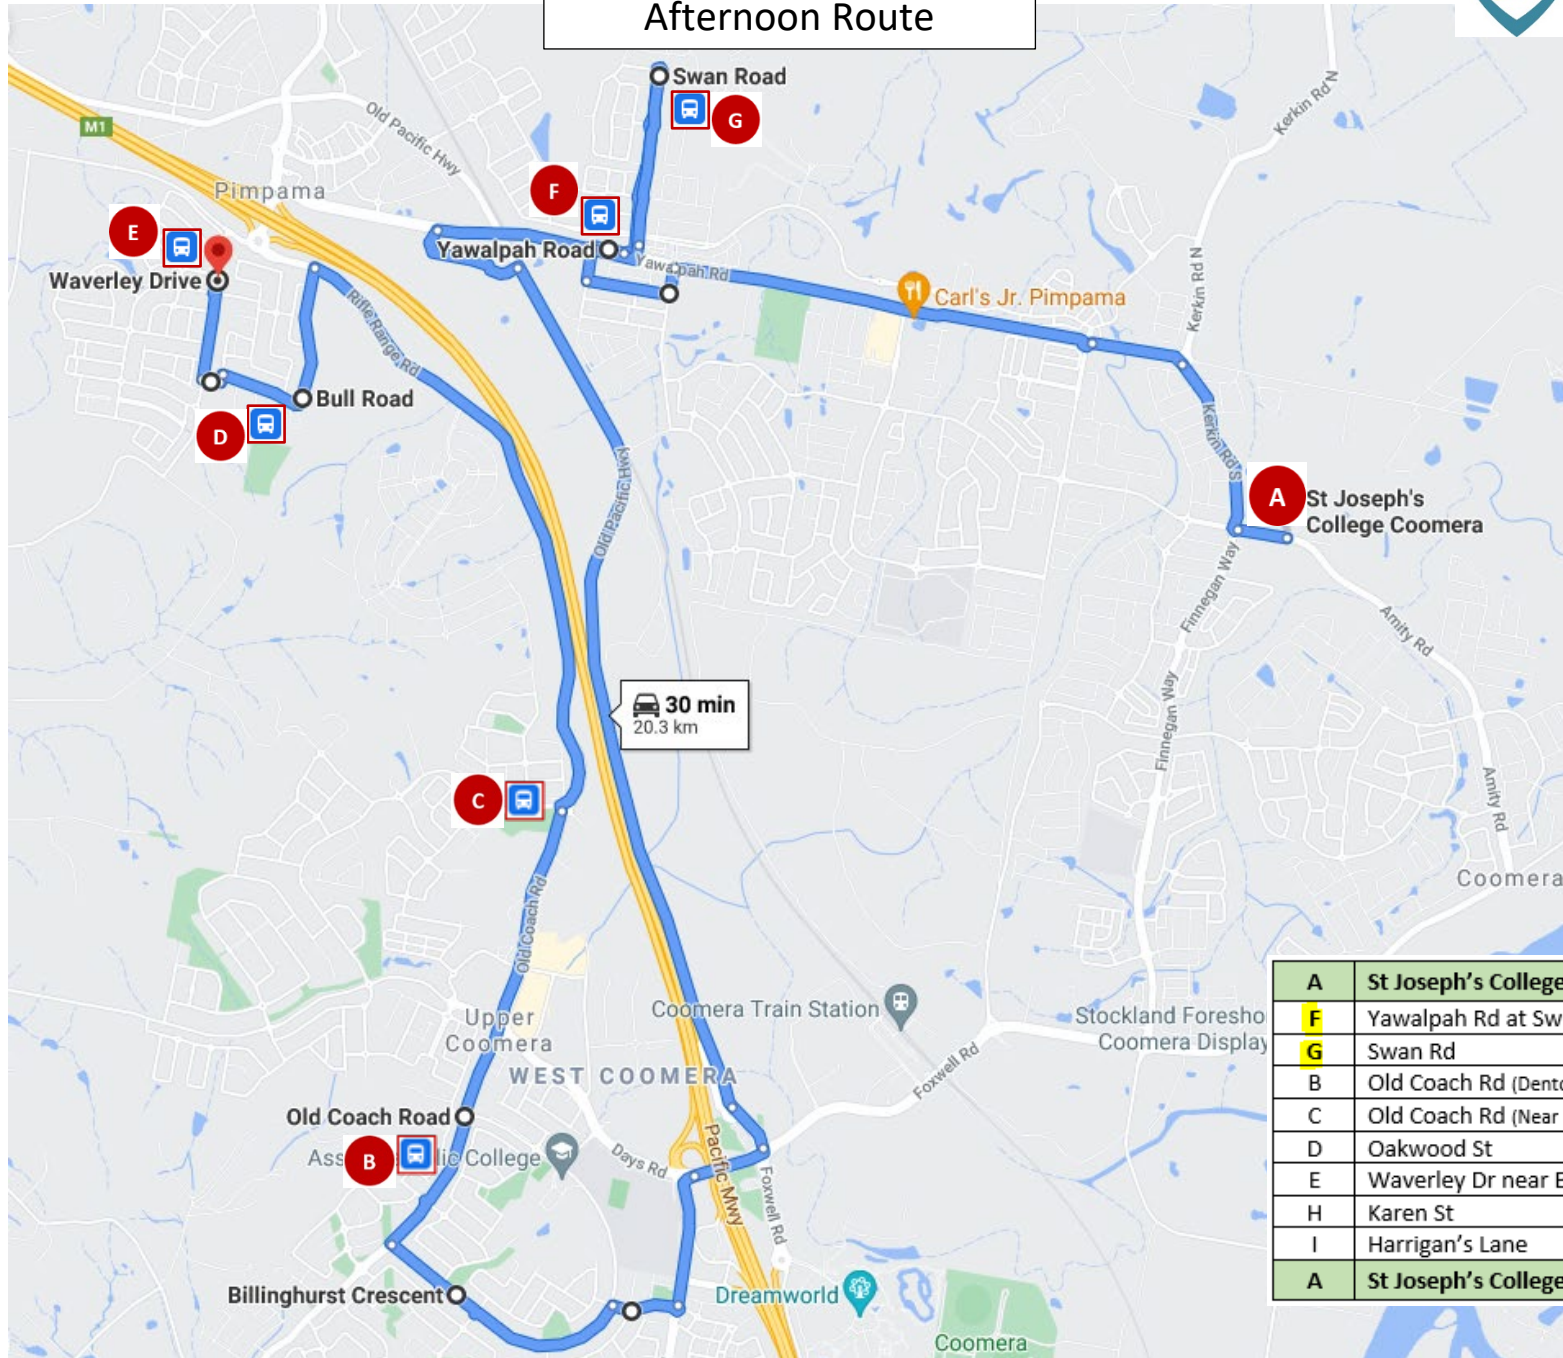 Afternoon Route
Swan Road
G
M1
Old Pacific Hwy
Kerkin Rd N
Pimpama
F
E
Yawalpah Road
Yawalpah Rd
Waverley Drive
Carl's Jr. Pimpama
Kerkin Rd N
Rifle Range Rd
Bull Road
D
Kerkin Rd S
Old Pacific Hwy
A
St Joseph's
College Coomera
Finnegan Way
Amity Rd
30 min
20.3 km
Finnegan Way
C
Amity Rd
Coomera
Old Coach Rd
Coomera Train Station
Stockland Foresho
Coomera Display
Upper
Coomera
WEST COOMERA
Foxwell Rd
Old Coach Road
B
Ass
lic College
Days Rd
Pacific Mwy
Foxwell Rd
Billinghurst Crescent
Dreamworld
Coomera
A St Joseph's College
F Yawalpah Rd at Sw
G Swan Rd
B Old Coach Rd (Dento
C Old Coach Rd (Near
D Oakwood St
E Waverley Dr near
H Karen St
I Harrigan's Lane
A St Joseph's College